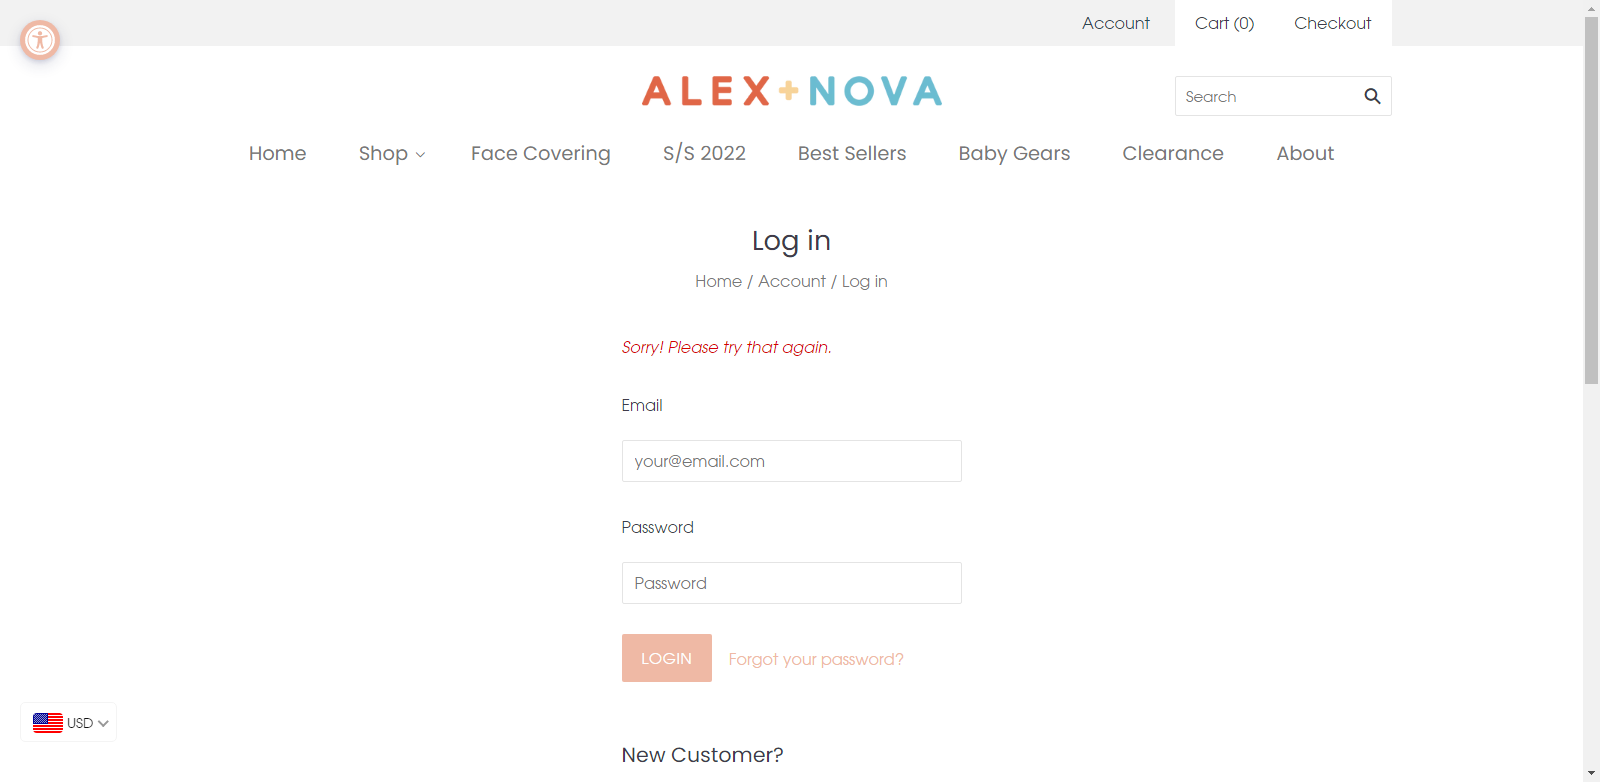 Account Cart (0) Checkout
ALEX+NOVA
Search
Home Shop Face Covering S/S 2022 Best Sellers Baby Gears Clearance About
Log in
Home / Account / Log in
Sorry! Please try that again.
Email
your@email.com
Password
Password
LOGIN Forgot your password?
USD
New Customer?